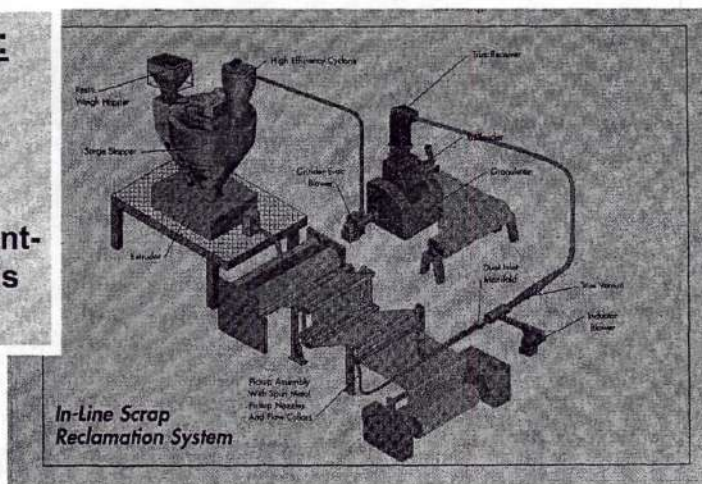 E
nt-
s
High Efficiency Cyclone
Trim Receiver
Resin
Weigh Hopper
Surge Hopper
Grinder Evac
Blower
Granulator
Extruder
Dual Inlet
Manifold
Trim Venturi
Inductor
Blower
Pickup Assembly
With Spun Metal
Pickup Nozzles
And Flow Collars
In-Line Scrap
Reclamation System